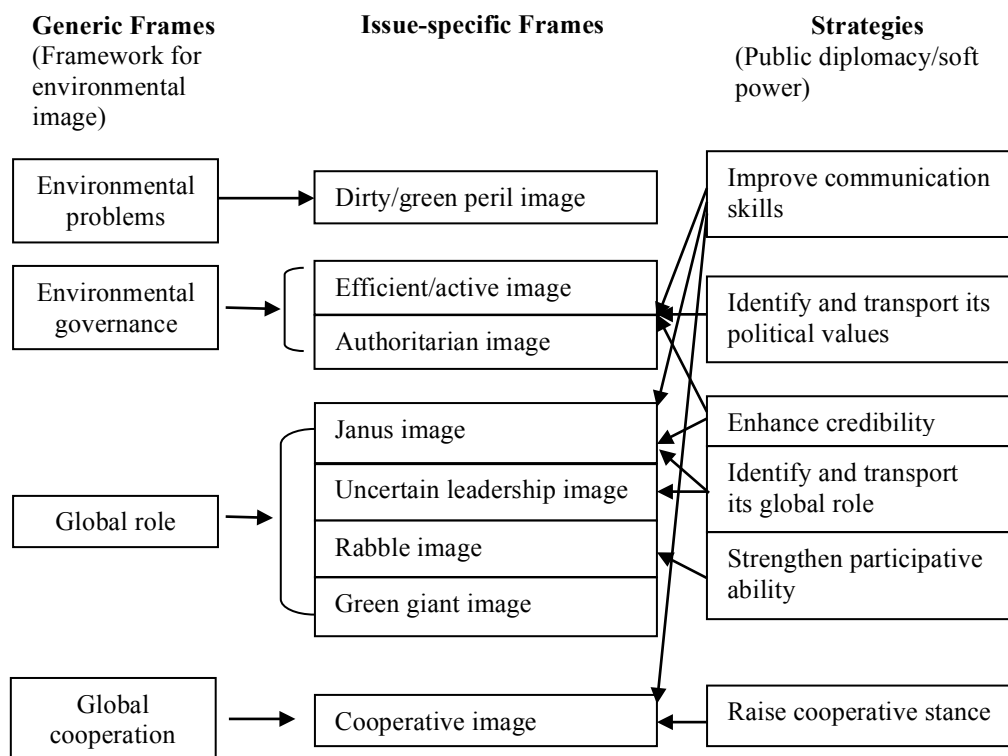 Generic Frames
(Framework for
environmental
image)
Issue-specific Frames
Strategies
(Public diplomacy/soft
power)
Environmental
problems
Dirty/green peril image
Improve communication
skills
Environmental
governance
Efficient/active image
Authoritarian image
Identify and transport its
political values
Global role
Janus image
Uncertain leadership image
Rabble image
Green giant image
Enhance credibility
Identify and transport
its global role
Strengthen participative
ability
Global
cooperation
Cooperative image
Raise cooperative stance